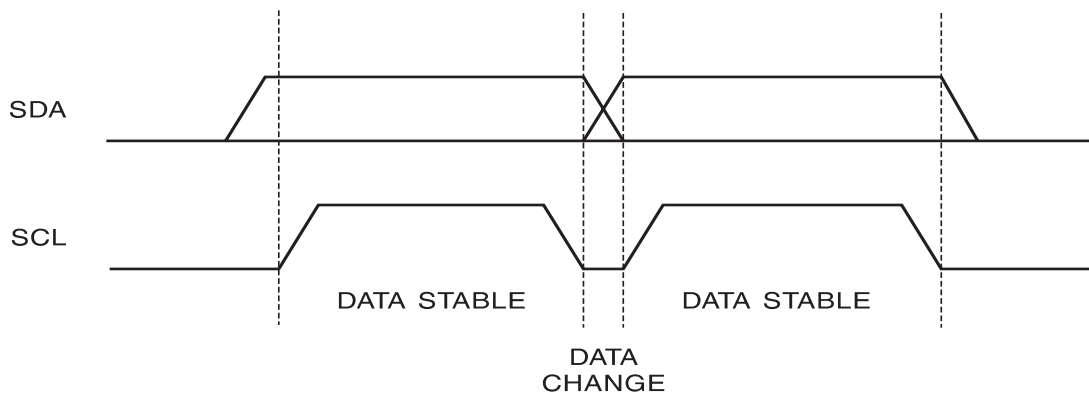 SDA
SCL
DATA STABLE
DATA STABLE
DATA
CHANGE